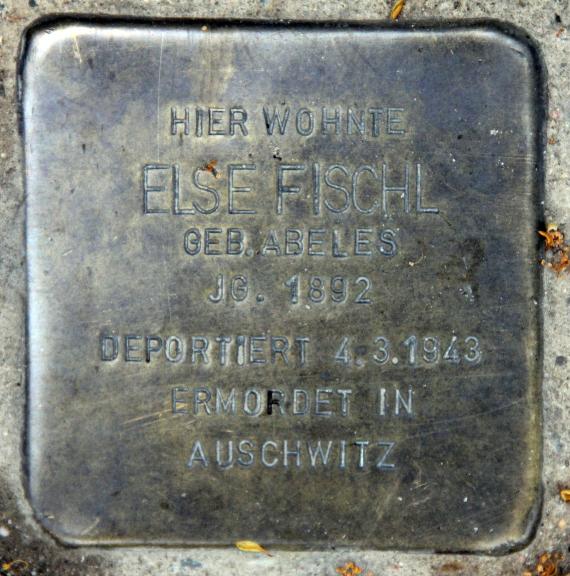 HIER WOHNTE
ELSE FISCHL
GEB. ABELES
JG. 1892
DEPORTIERT 4.3.1943
ERMORDET IN
AUSCHWITZ